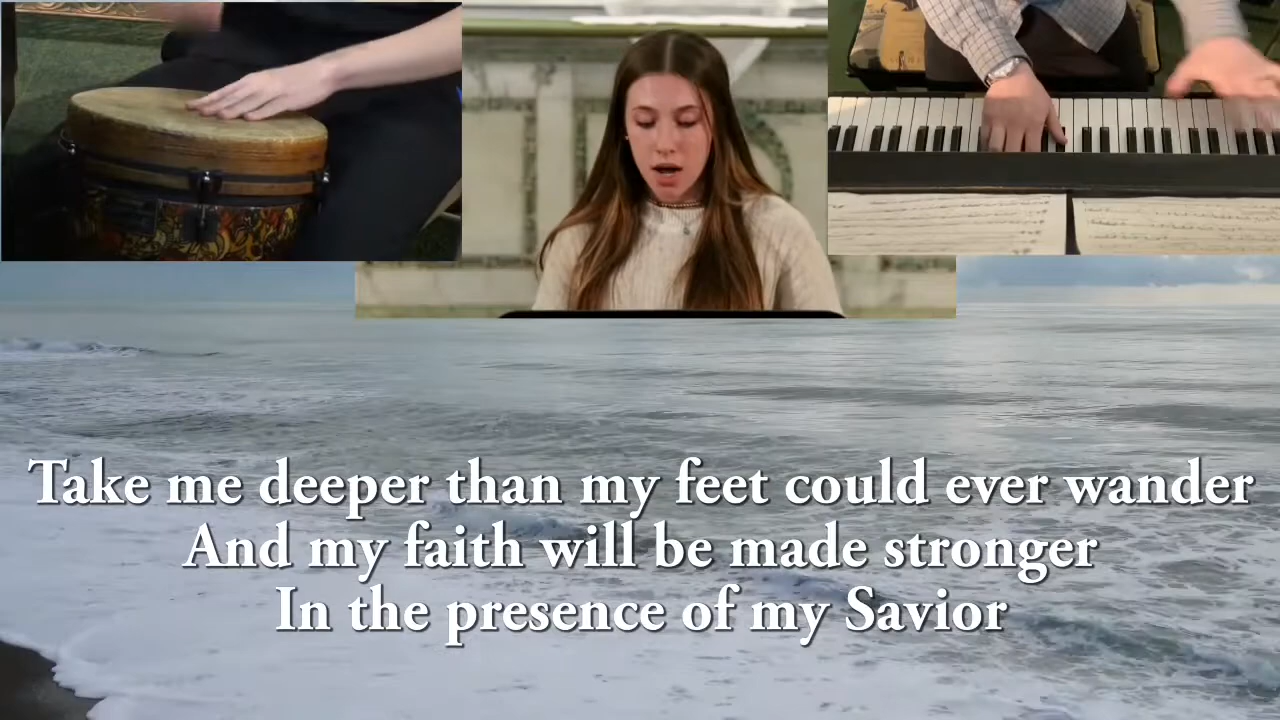 Take me deeper than my feet could ever wander
And my faith will be made stronger
In the presence of my Savior